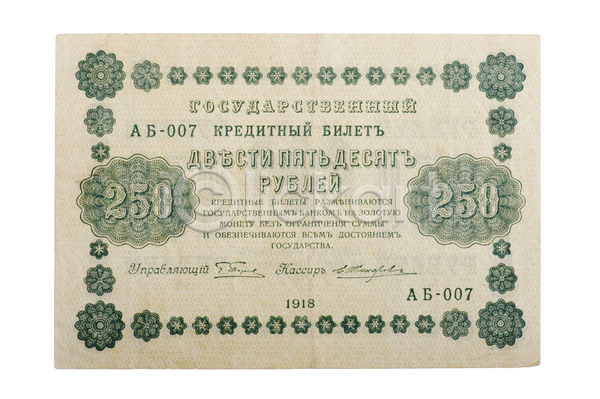 ГОСУДАРСТВЕННЫЙ
АБ-007 КРЕДИТНЫЙ БИЛЕТЪ
ДВѢСТИ ПЯТЬДЕСЯТЪ
РУБЛЕЙ
250
250
КРЕДИТНЫЕ БИЛЕТЫ РАЗМѢНИВАЮТСЯ
ГОСУДАРСТВЕННЫМЪ БАНКОМЪ НА ЗОЛОТУЮ
МОНЕТУ БЕЗЪ ОГРАНИЧЕНІЯ СУММЫ
И ОБЕЗПЕЧИВАЮТСЯ ВСѢМЪ ДОСТОЯНІЕМЪ
ГОСУДАРСТВА.
Управляющій Кассиръ
АБ-007
1918